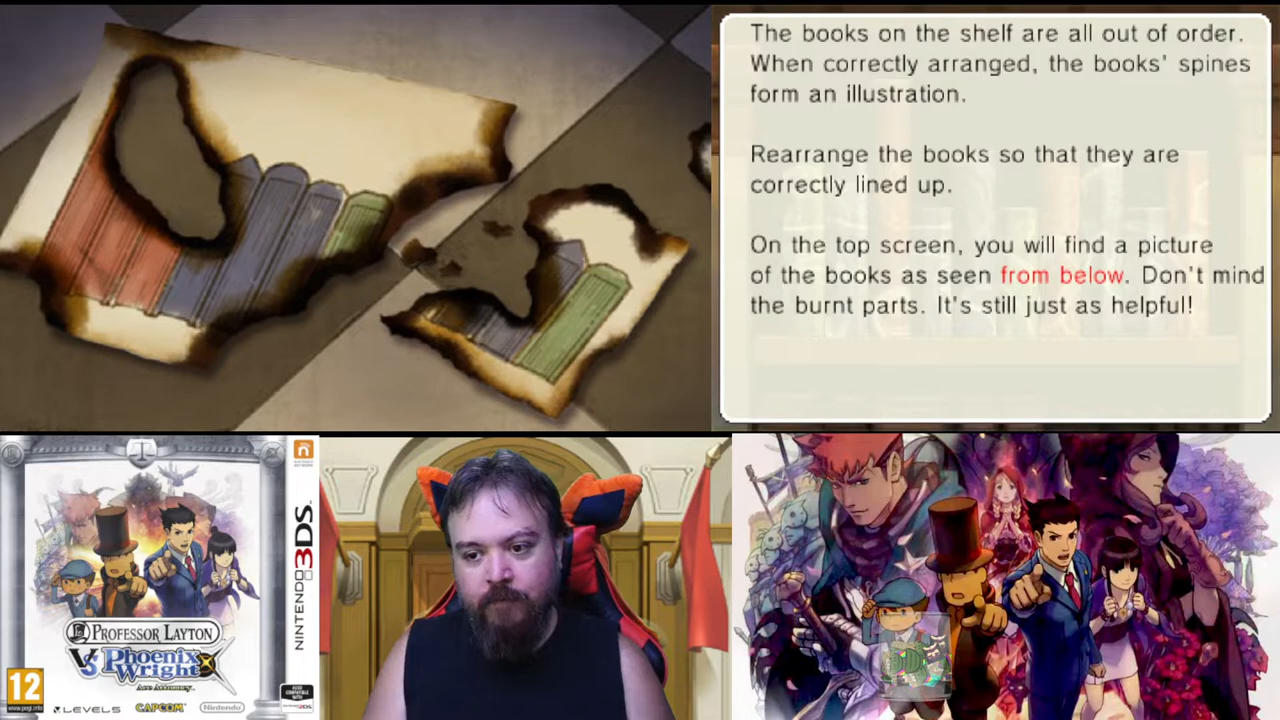 The books on the shelf are all out of order.
When correctly arranged, the books' spines
form an illustration.
Rearrange the books so that they are
correctly lined up.
On the top screen, you will find a picture
of the books as seen from below. Don't mind
the burnt parts. It's still just as helpful!
NINTENDO 3DS
PROFESSOR LAYTON
VS Phoenix Wright
Ace Attorney
12
www.pegi.info
LEVEL5
CAPCOM
Nintendo